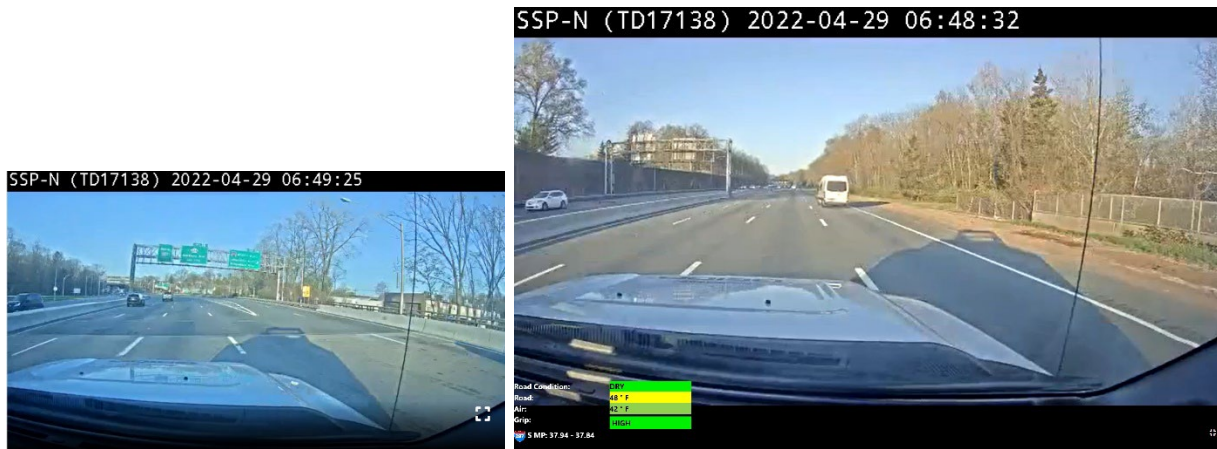 SSP-N (TD17138) 2022-04-29 06:49:25
SSP-N (TD17138) 2022-04-29 06:48:32
Road Condition: DRY
Road: 48 ° F
Air: 42 ° F
Grip: HIGH
287 S MP: 37.94 - 37.84